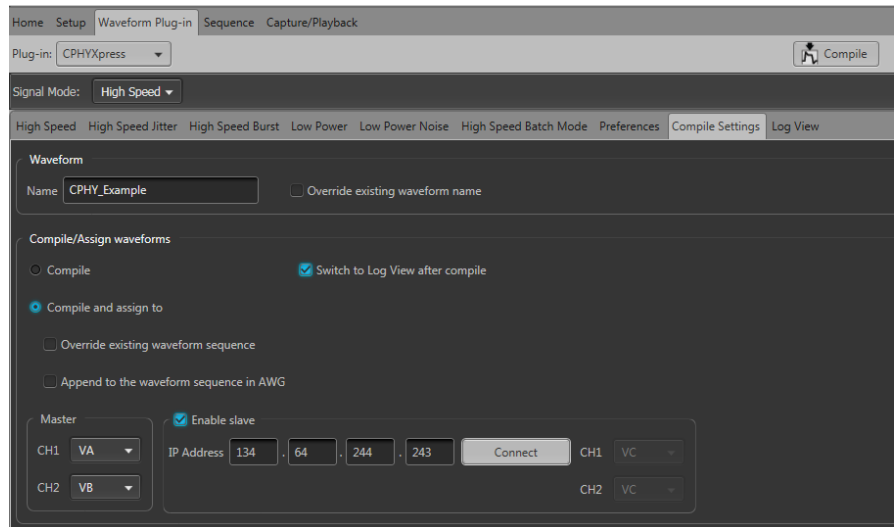 Home Setup Waveform Plug-in Sequence Capture/Playback
Plug-in: CPHYXpress Compile
Signal Mode: High Speed
High Speed High Speed Jitter High Speed Burst Low Power Low Power Noise High Speed Batch Mode Preferences Compile Settings Log View
Waveform
Name CPHY_Example Override existing waveform name
Compile/Assign waveforms
Compile Switch to Log View after compile
Compile and assign to
Override existing waveform sequence
Append to the waveform sequence in AWG
Master Enable slave
CH1 VA IP Address 134 . 64 . 244 . 243 Connect CH1 VC
CH2 VB CH2 VC